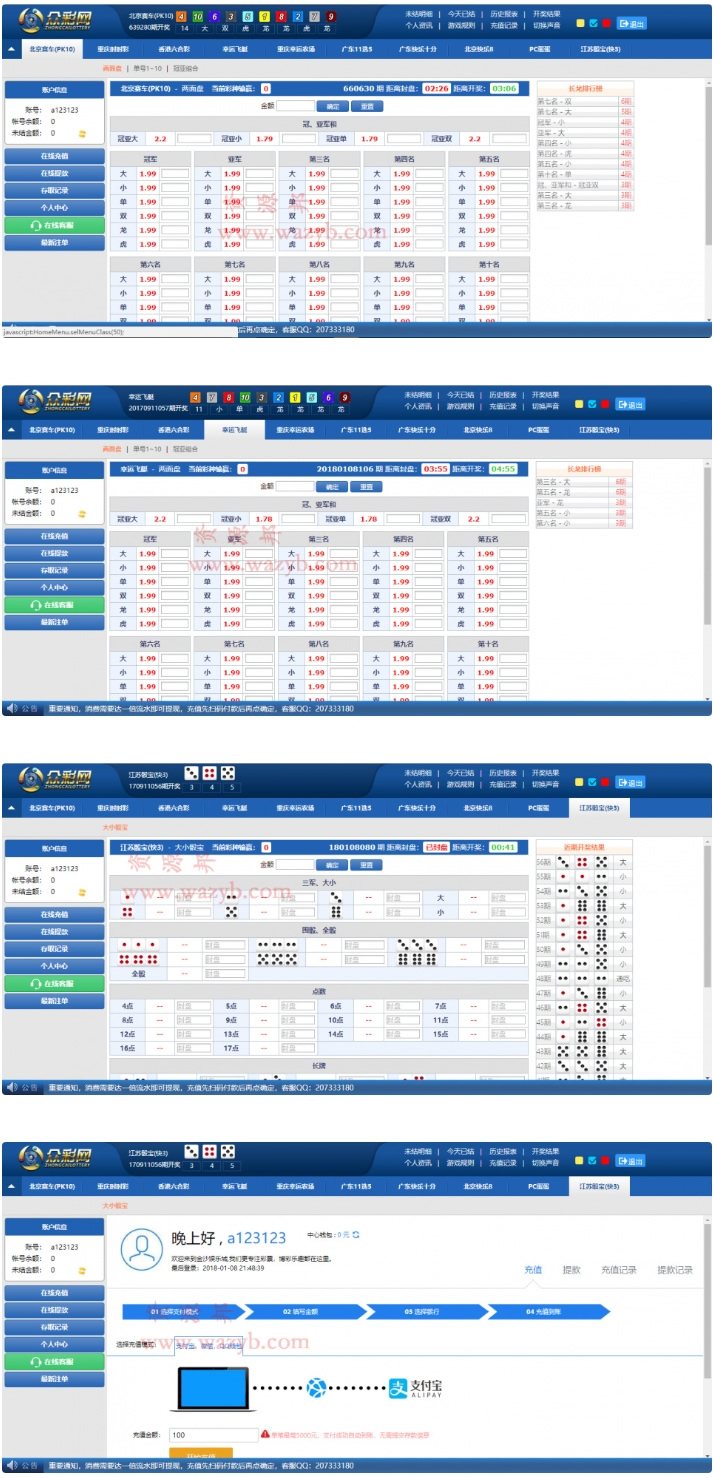 众彩网
ZHONGCAILOTTERY
北京赛车(PK10) 4 10 6 3 5 1 8 2 7 9
639280期开奖 14 大 双 虎 龙 龙 龙 龙
未结明细 | 今天已结 | 历史报表 | 开奖结果
个人资讯 | 游戏规则 | 充值记录 | 切换声音
退出
北京赛车(PK10) 重庆时时彩 香港六合彩 幸运飞艇 重庆幸运农场 广东11选5 广东快乐十分 北京快乐8 PC蛋蛋 江苏骰宝(快3)
两面盘 | 单号1~10 | 冠亚组合
账户信息
账号: a123123
帐号余额: 0
未结金额: 0
在线充值
在线提款
存取记录
个人中心
在线客服
最新注单
北京赛车(PK10) - 两面盘 当前彩种输赢: 0 660630 期 距离封盘: 02:26 距离开奖: 03:06
金额 确定 重置
冠、亚军和
冠亚大 2.2 冠亚小 1.79 冠亚单 1.79 冠亚双 2.2
冠军 亚军 第三名 第四名 第五名
大 1.99 大 1.99 大 1.99 大 1.99 大 1.99
小 1.99 小 1.99 小 1.99 小 1.99 小 1.99
单 1.99 单 1.99 单 1.99 单 1.99 单 1.99
双 1.99 双 1.99 双 1.99 双 1.99 双 1.99
龙 1.99 龙 1.99 龙 1.99 龙 1.99 龙 1.99
虎 1.99 虎 1.99 虎 1.99 虎 1.99 虎 1.99
第六名 第七名 第八名 第九名 第十名
大 1.99 大 1.99 大 1.99 大 1.99 大 1.99
小 1.99 小 1.99 小 1.99 小 1.99 小 1.99
单 1.99 单 1.99 单 1.99 单 1.99 单 1.99
双 1.99 双 1.99 双 1.99 双 1.99 双 1.99
长龙排行榜
第七名 - 双 6期
第七名 - 大 5期
冠军 - 小 4期
亚军 - 大 4期
第四名 - 小 4期
第四名 - 虎 4期
第五名 - 小 4期
第十名 - 单 4期
冠、亚军和 - 冠亚双 3期
第三名 - 大 3期
第三名 - 龙 3期
资源邦
www.wazyb.com
javascript:HomeMenu.selMenuClass(50);
后再点确定, 客服QQ: 207333180
众彩网
ZHONGCAILOTTERY
幸运飞艇 4 7 8 10 3 2 1 5 6 9
20170911057期开奖 11 小 单 虎 龙 龙 龙 龙
未结明细 | 今天已结 | 历史报表 | 开奖结果
个人资讯 | 游戏规则 | 充值记录 | 切换声音
退出
北京赛车(PK10) 重庆时时彩 香港六合彩 幸运飞艇 重庆幸运农场 广东11选5 广东快乐十分 北京快乐8 PC蛋蛋 江苏骰宝(快3)
两面盘 | 单号1~10 | 冠亚组合
账户信息
账号: a123123
帐号余额: 0
未结金额: 0
在线充值
在线提款
存取记录
个人中心
在线客服
最新注单
幸运飞艇 - 两面盘 当前彩种输赢: 0 20180108106 期 距离封盘: 03:55 距离开奖: 04:55
金额 确定 重置
冠、亚军和
冠亚大 2.2 冠亚小 1.78 冠亚单 1.78 冠亚双 2.2
冠军 亚军 第三名 第四名 第五名
大 1.99 大 1.99 大 1.99 大 1.99 大 1.99
小 1.99 小 1.99 小 1.99 小 1.99 小 1.99
单 1.99 单 1.99 单 1.99 单 1.99 单 1.99
双 1.99 双 1.99 双 1.99 双 1.99 双 1.99
龙 1.99 龙 1.99 龙 1.99 龙 1.99 龙 1.99
虎 1.99 虎 1.99 虎 1.99 虎 1.99 虎 1.99
第六名 第七名 第八名 第九名 第十名
大 1.99 大 1.99 大 1.99 大 1.99 大 1.99
小 1.99 小 1.99 小 1.99 小 1.99 小 1.99
单 1.99 单 1.99 单 1.99 单 1.99 单 1.99
双 1.99 双 1.99 双 1.99 双 1.99 双 1.99
长龙排行榜
第三名 - 大 6期
第五名 - 龙 6期
亚军 - 龙 3期
第五名 - 小 3期
第六名 - 小 3期
资源邦
www.wazyb.com
公告 重要通知, 消费需要达一倍流水即可提现, 充值先扫码付款后再点确定, 客服QQ: 207333180
众彩网
ZHONGCAILOTTERY
江苏骰宝(快3)
170911056期开奖 3 4 5
未结明细 | 今天已结 | 历史报表 | 开奖结果
个人资讯 | 游戏规则 | 充值记录 | 切换声音
退出
北京赛车(PK10) 重庆时时彩 香港六合彩 幸运飞艇 重庆幸运农场 广东11选5 广东快乐十分 北京快乐8 PC蛋蛋 江苏骰宝(快3)
大小骰宝
账户信息
账号: a123123
帐号余额: 0
未结金额: 0
在线充值
在线提款
存取记录
个人中心
在线客服
最新注单
江苏骰宝(快3) - 大小骰宝 当前彩种输赢: 0 180108080 期 距离封盘: 已封盘 距离开奖: 00:41
金额 确定 重置
三军、大小
-- 封盘 -- 封盘 -- 封盘 大 -- 封盘
-- 封盘 -- 封盘 -- 封盘 小 -- 封盘
围骰、全骰
-- 封盘 -- 封盘 -- 封盘
-- 封盘 -- 封盘 -- 封盘
全骰 -- 封盘
点数
4点 -- 封盘 5点 -- 封盘 6点 -- 封盘 7点 -- 封盘
8点 -- 封盘 9点 -- 封盘 10点 -- 封盘 11点 -- 封盘
12点 -- 封盘 13点 -- 封盘 14点 -- 封盘 15点 -- 封盘
16点 -- 封盘 17点 -- 封盘
长牌
近期开奖结果
56期 大
55期 小
54期 小
53期 大
52期 小
51期 大
50期 小
49期 小
48期 通吃
47期 小
46期 大
45期 小
44期 大
43期 大
42期 大
资源邦
www.wazyb.com
公告 重要通知, 消费需要达一倍流水即可提现, 充值先扫码付款后再点确定, 客服QQ: 207333180
众彩网
ZHONGCAILOTTERY
江苏骰宝(快3)
170911056期开奖 3 4 5
未结明细 | 今天已结 | 历史报表 | 开奖结果
个人资讯 | 游戏规则 | 充值记录 | 切换声音
退出
北京赛车(PK10) 重庆时时彩 香港六合彩 幸运飞艇 重庆幸运农场 广东11选5 广东快乐十分 北京快乐8 PC蛋蛋 江苏骰宝(快3)
大小骰宝
账户信息
账号: a123123
帐号余额: 0
未结金额: 0
在线充值
在线提款
存取记录
个人中心
在线客服
最新注单
晚上好, a123123 中心钱包: 0 元
欢迎来到金沙娱乐城,我们更专注彩票, 博彩乐趣都在这里。
最后登录: 2018-01-08 21:48:39
充值 提款 充值记录 提款记录
01 选择支付模式 02 填写金额 03 选择银行 04 充值到账
选择充值模式:
支付宝 ALIPAY
充值金额: 100
资源邦
www.wazyb.com
公告 重要通知, 消费需要达一倍流水即可提现, 充值先扫码付款后再点确定, 客服QQ: 207333180